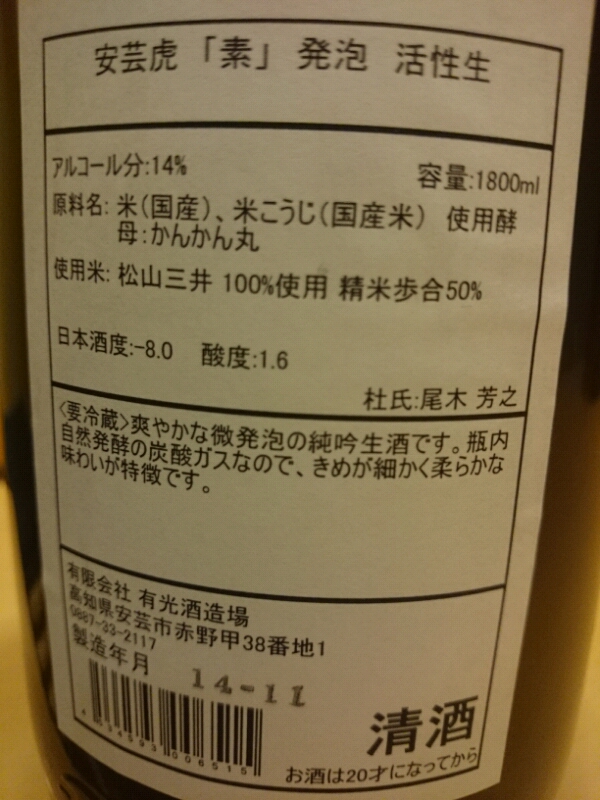 安芸虎 「素」 発泡 活性生
アルコール分:14% 容量:1800ml
原料名: 米(国産)、米こうじ(国産米) 使用酵
母:かんかん丸
使用米: 松山三井 100%使用 精米歩合50%
日本酒度:-8.0 酸度:1.6
杜氏:尾木 芳之
<要冷蔵>爽やかな微発泡の純吟生酒です。瓶内
自然発酵の炭酸ガスなので、きめが細かく柔らかな
味わいが特徴です。
有限会社 有光酒造場
高知県安芸市赤野甲38番地1
0887-33-2117
製造年月 14-11
清酒
お酒は20才になってから